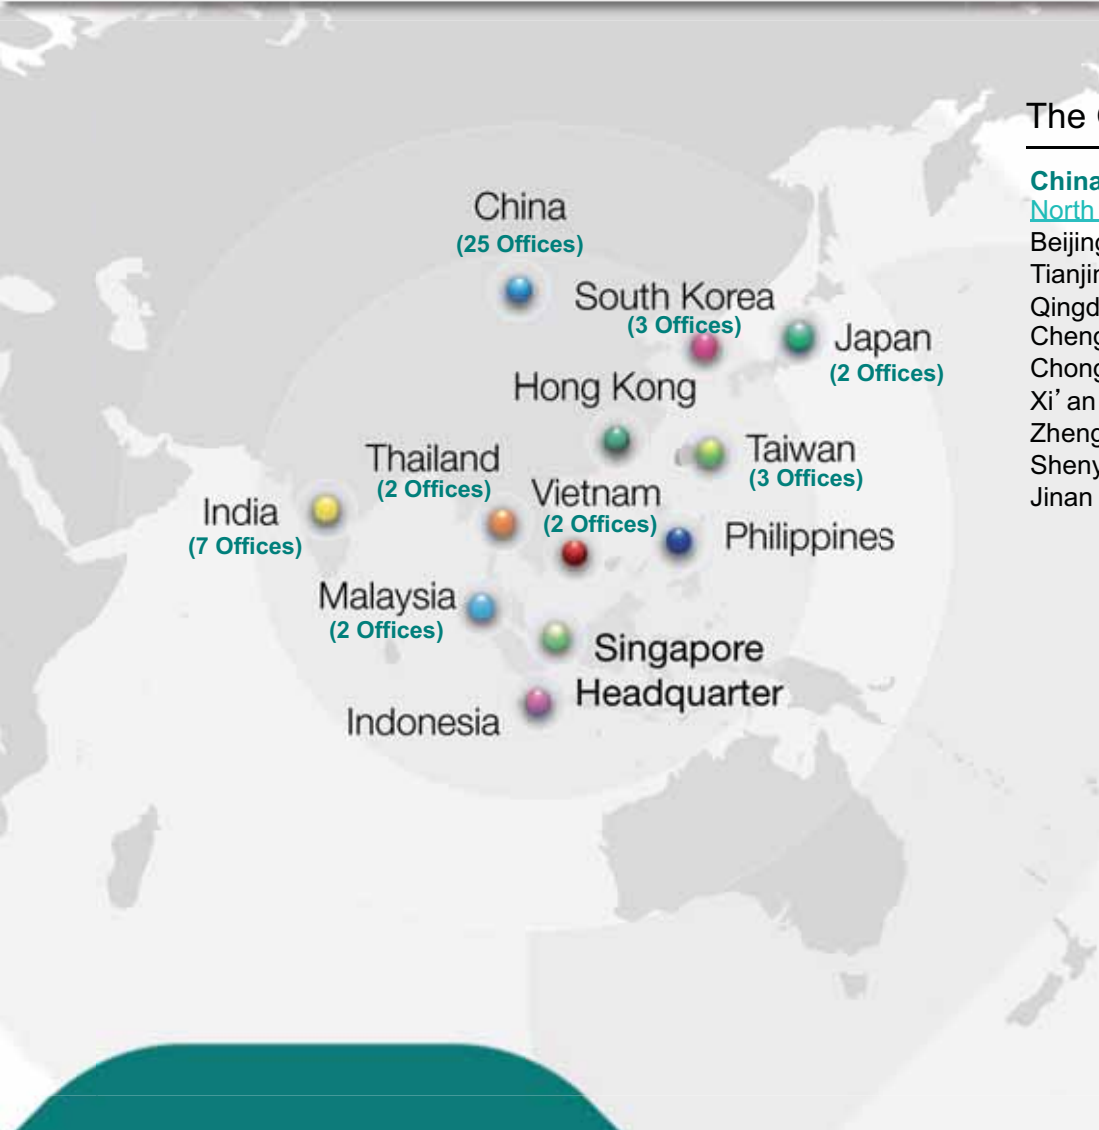 China
(25 Offices)
South Korea
(3 Offices)
Japan
(2 Offices)
Hong Kong
Taiwan
(3 Offices)
Thailand
(2 Offices)
Vietnam
(2 Offices)
India
(7 Offices)
Philippines
Malaysia
(2 Offices)
Singapore
Headquarter
Indonesia
The
China
North
Beijing
Tianjin
Qingd
Cheng
Chong
Xi’an
Zheng
Sheny
Jinan